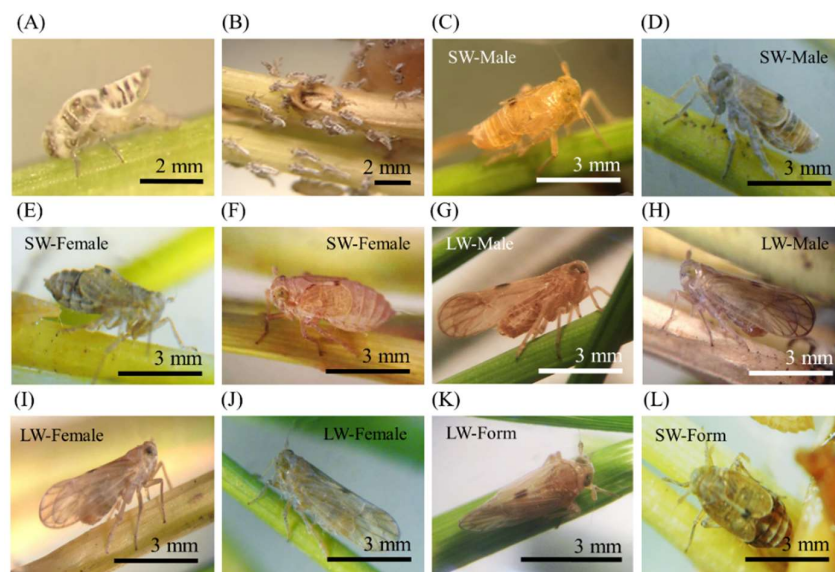 (A) (B) (C) (D)
SW-Male SW-Male
2 mm 2 mm 3 mm 3 mm
(E) (F) (G) (H)
SW-Female SW-Female LW-Male LW-Male
3 mm 3 mm 3 mm 3 mm
(I) (J) (K) (L)
LW-Female LW-Female LW-Form SW-Form
3 mm 3 mm 3 mm 3 mm